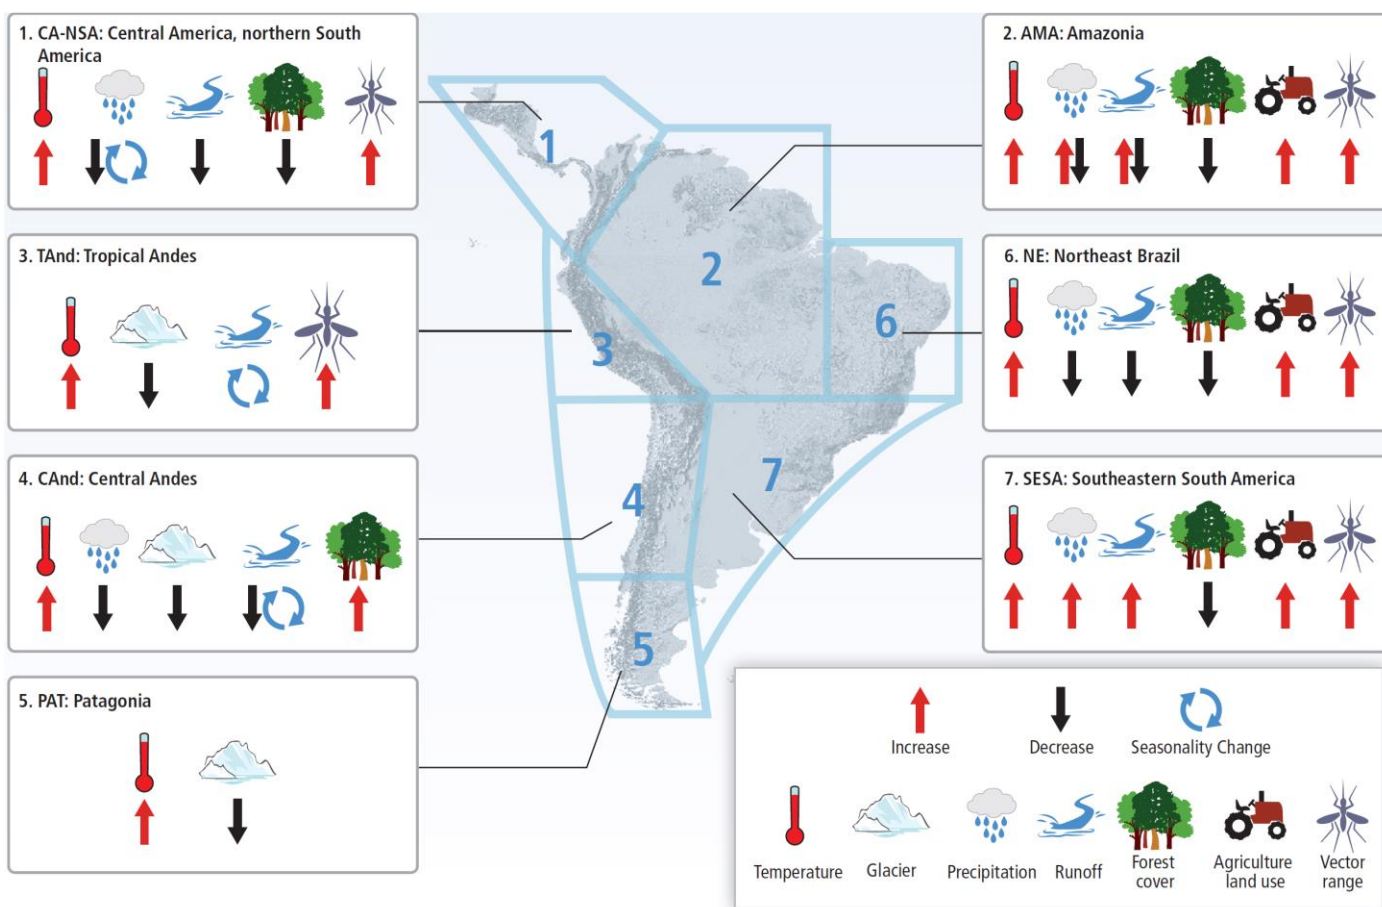 1. CA-NSA: Central America, northern South
America
2. AMA: Amazonia
3. TAnd: Tropical Andes
6. NE: Northeast Brazil
4. CAnd: Central Andes
7. SESA: Southeastern South America
5. PAT: Patagonia
1
2
3
6
4
7
5
Increase
Decrease
Seasonality Change
Temperature
Glacier
Precipitation
Runoff
Forest
cover
Agriculture
land use
Vector
range